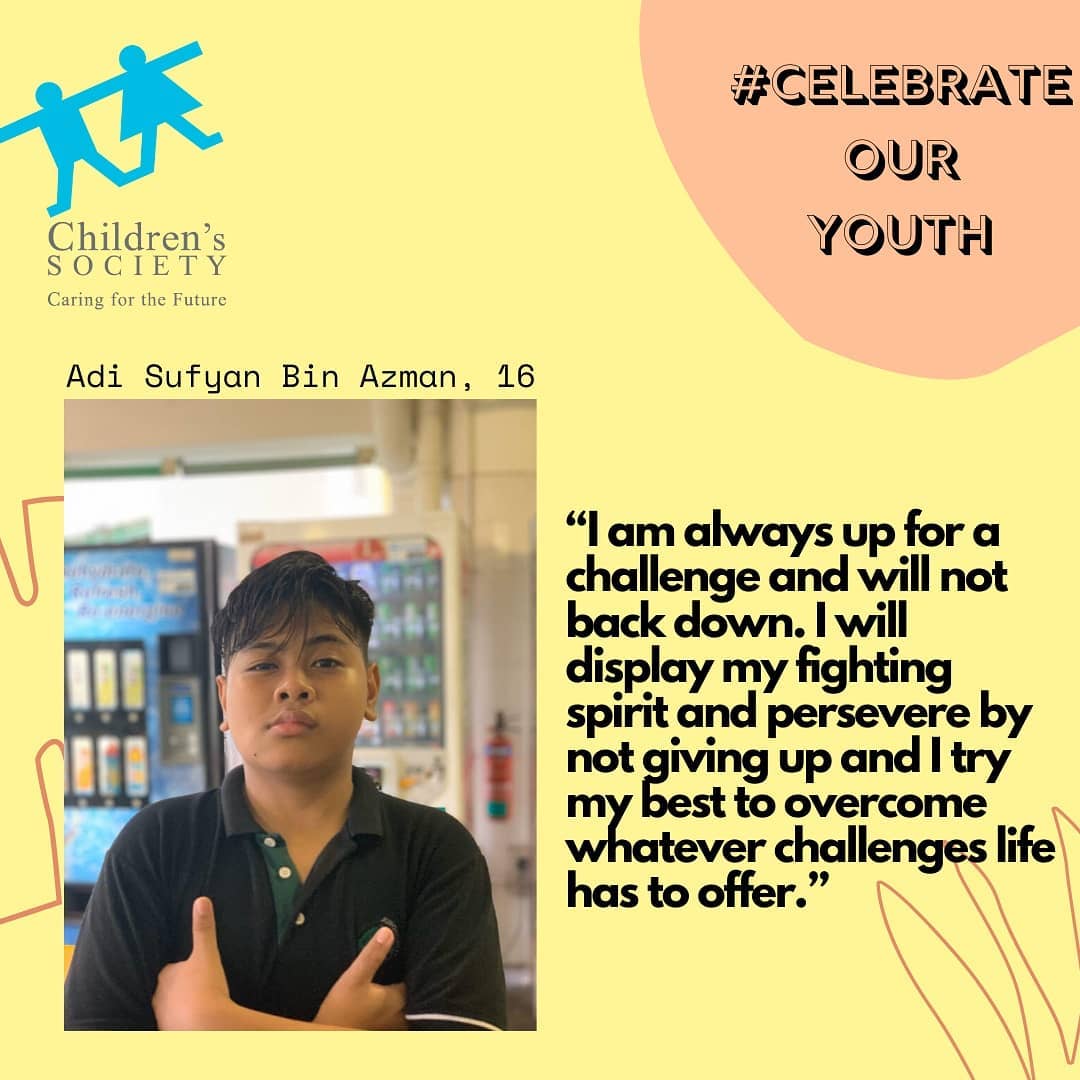 #CELEBRATE
OUR
YOUTH
Children's
SOCIETY
Caring for the Future
Adi Sufyan Bin Azman, 16
“I am always up for a
challenge and will not
back down. I will
display my fighting
spirit and persevere by
not giving up and I try
my best to overcome
whatever challenges life
has to offer.”